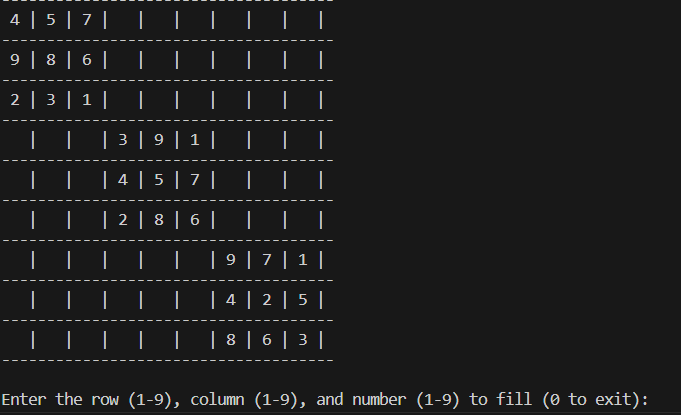 ---------------------------------
4 | 5 | 7 |   |   |   |   |   |   |
---------------------------------
9 | 8 | 6 |   |   |   |   |   |   |
---------------------------------
2 | 3 | 1 |   |   |   |   |   |   |
---------------------------------
  |   |   | 3 | 9 | 1 |   |   |   |
---------------------------------
  |   |   | 4 | 5 | 7 |   |   |   |
---------------------------------
  |   |   | 2 | 8 | 6 |   |   |   |
---------------------------------
  |   |   |   |   |   | 9 | 7 | 1 |
---------------------------------
  |   |   |   |   |   | 4 | 2 | 5 |
---------------------------------
  |   |   |   |   |   | 8 | 6 | 3 |
---------------------------------
Enter the row (1-9), column (1-9), and number (1-9) to fill (0 to exit):